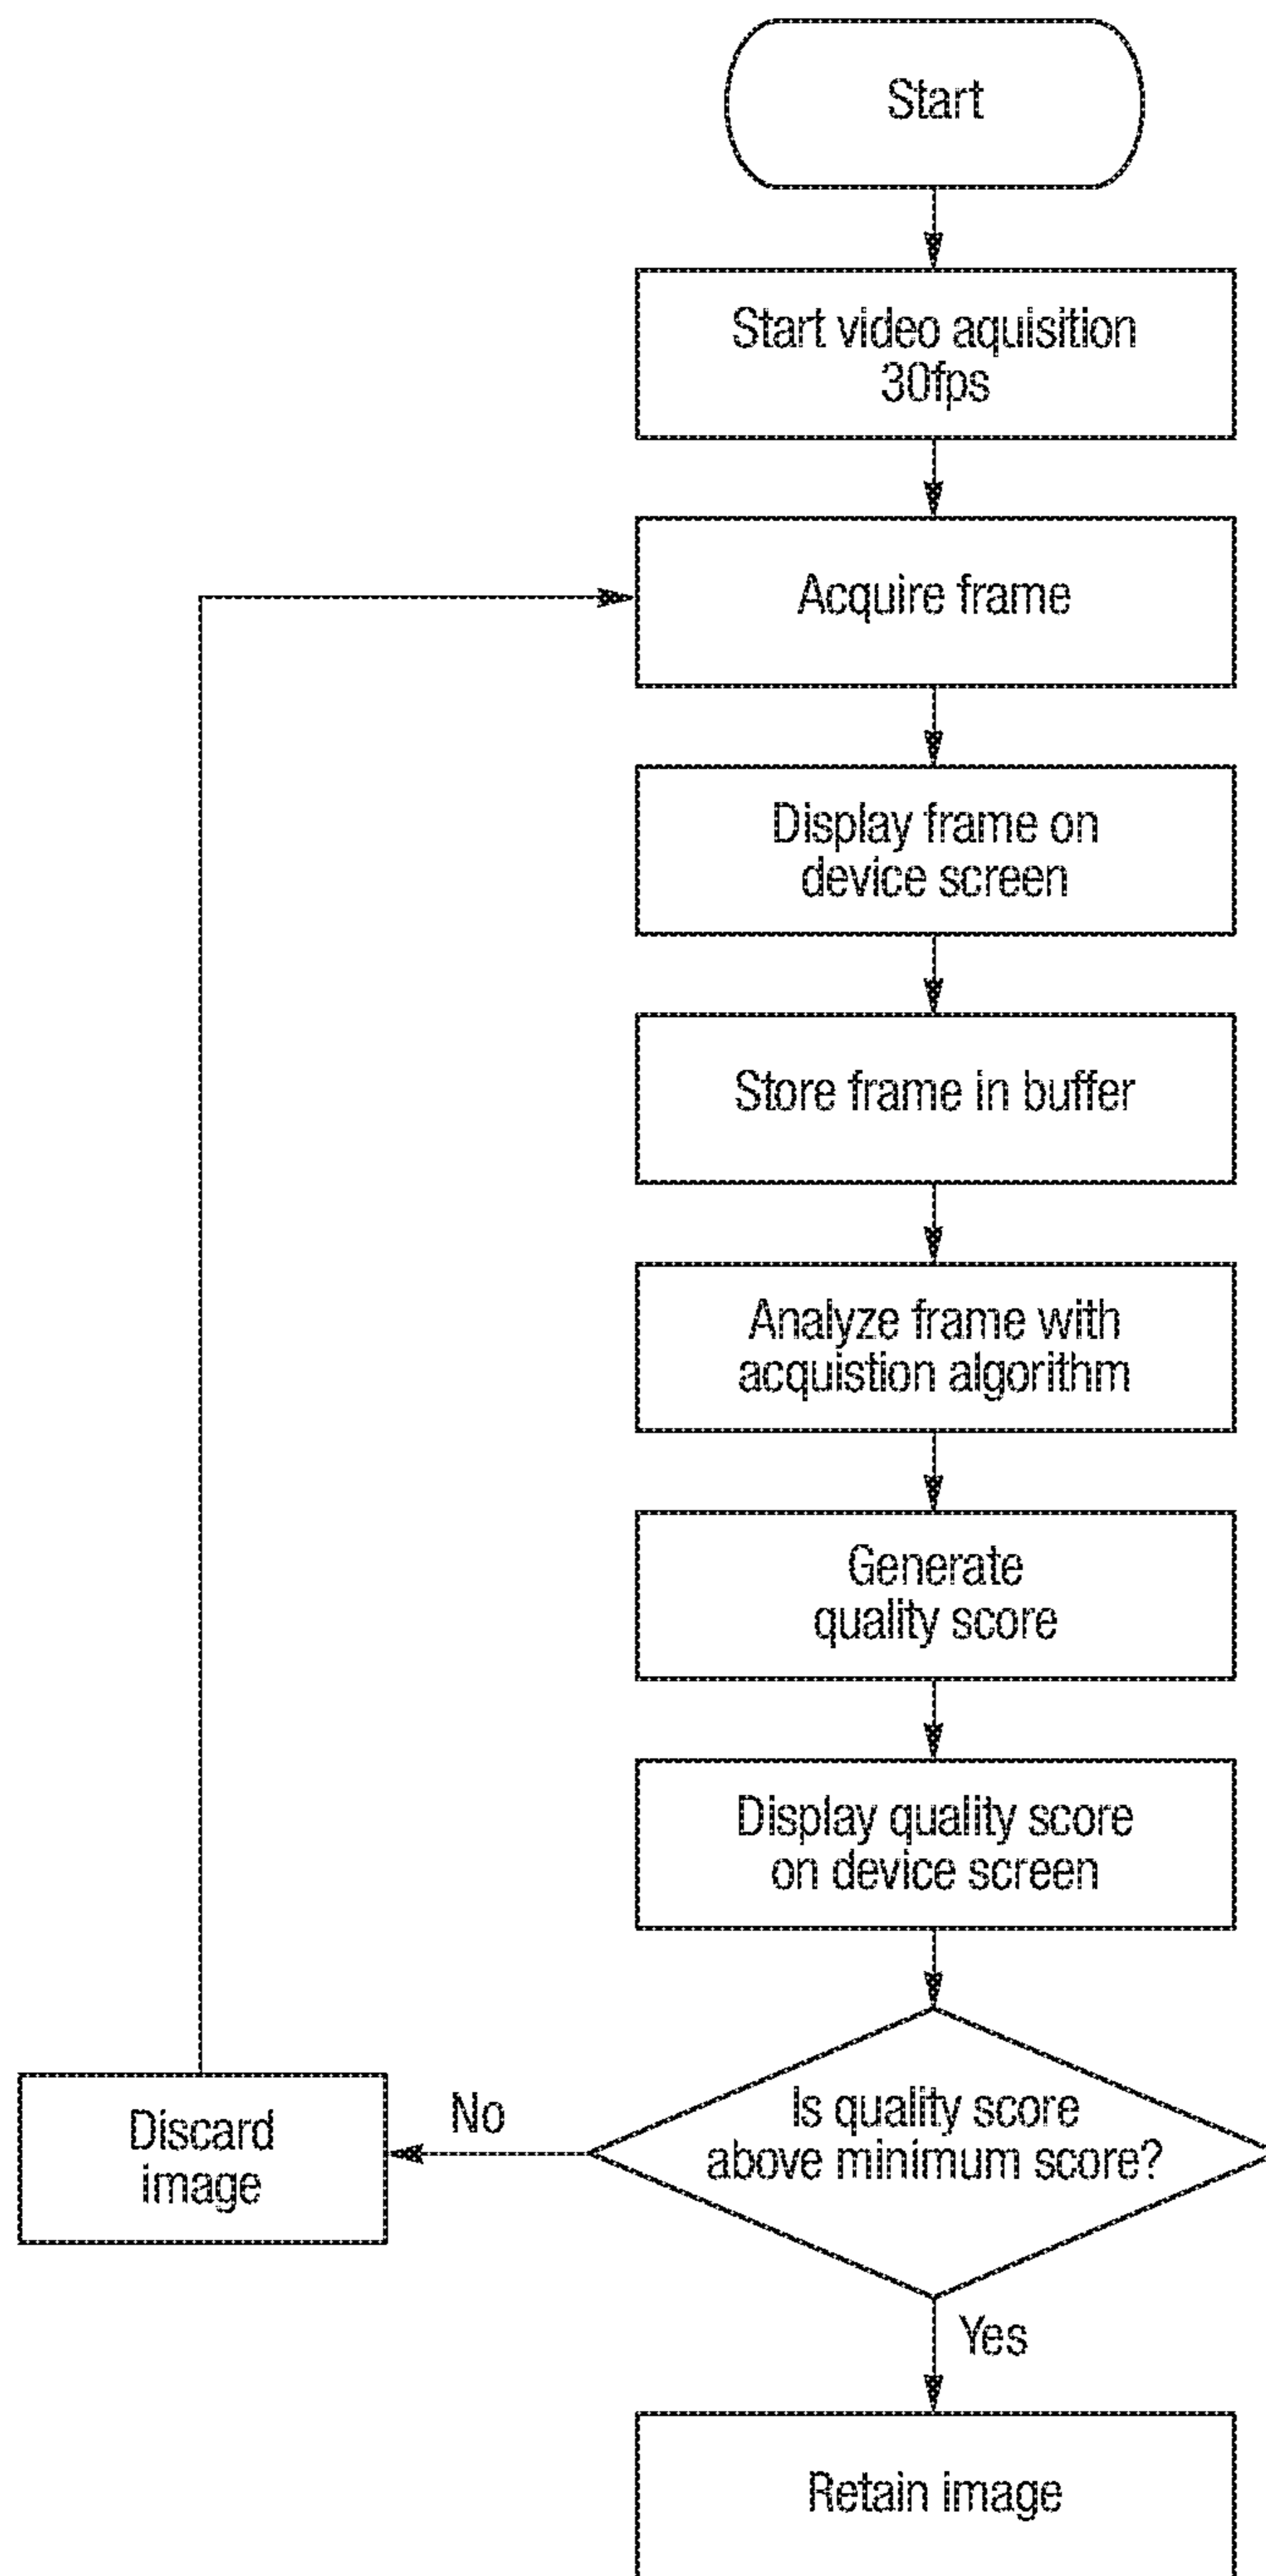 Start
Start video aquisition
30fps
Acquire frame
Display frame on
device screen
Store frame in buffer
Analyze frame with
acquistion algorithm
Generate
quality score
Display quality score
on device screen
Is quality score
above minimum score?
No
Discard
image
Yes
Retain image